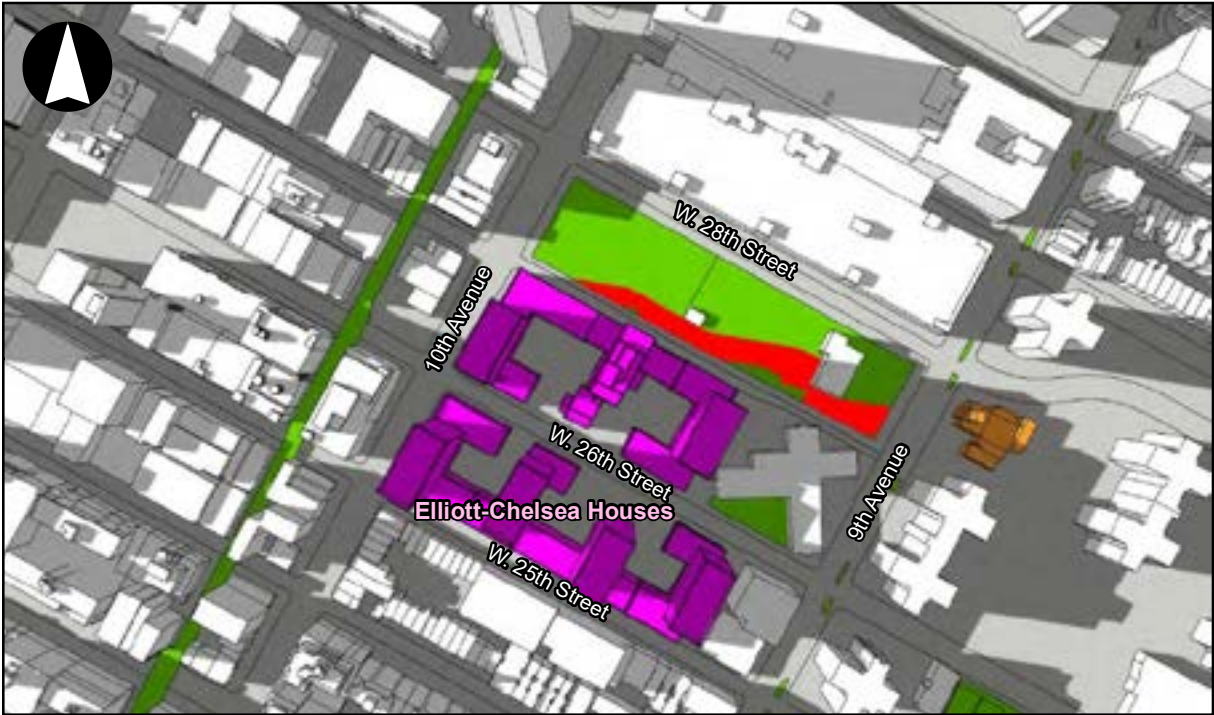 W. 28th Street
10th Avenue
W. 26th Street
9th Avenue
Elliott-Chelsea Houses
W. 25th Street